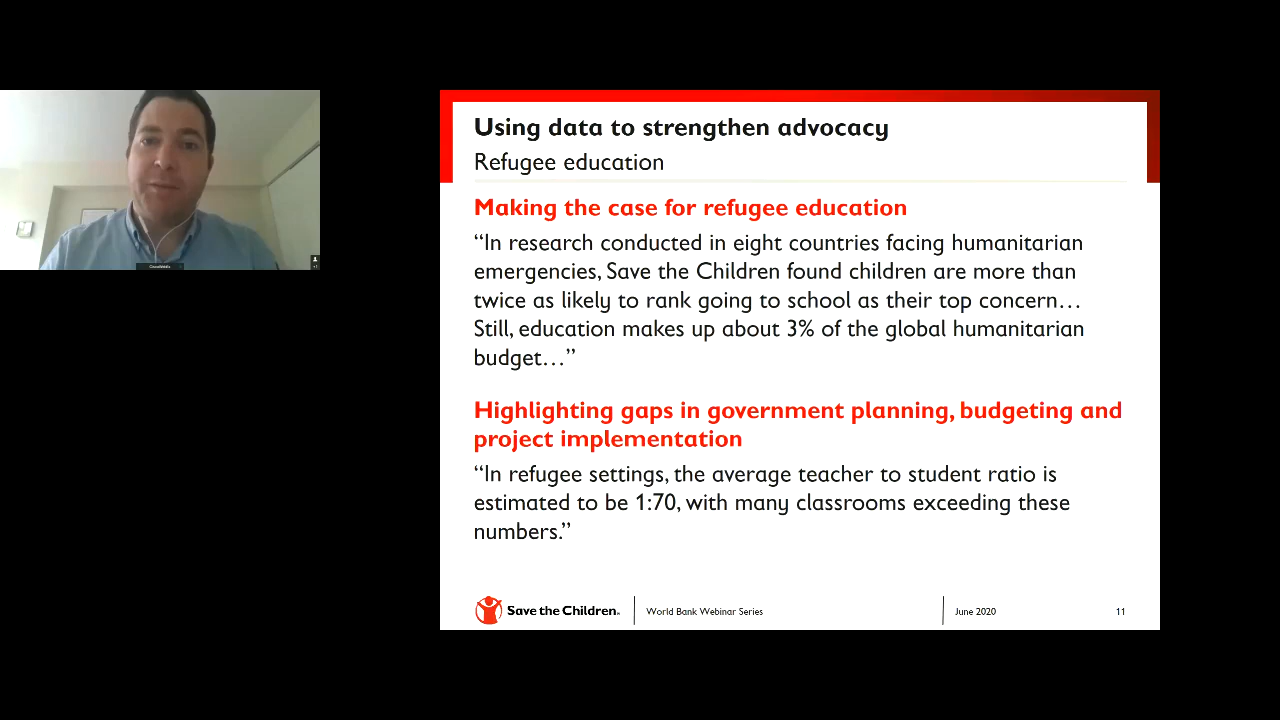 Using data to strengthen advocacy
Refugee education
Making the case for refugee education
“In research conducted in eight countries facing humanitarian
emergencies, Save the Children found children are more than
twice as likely to rank going to school as their top concern…
Still, education makes up about 3% of the global humanitarian
budget…”
Highlighting gaps in government planning, budgeting and
project implementation
“In refugee settings, the average teacher to student ratio is
estimated to be 1:70, with many classrooms exceeding these
numbers.”
Save the Children.
World Bank Webinar Series
June 2020
11